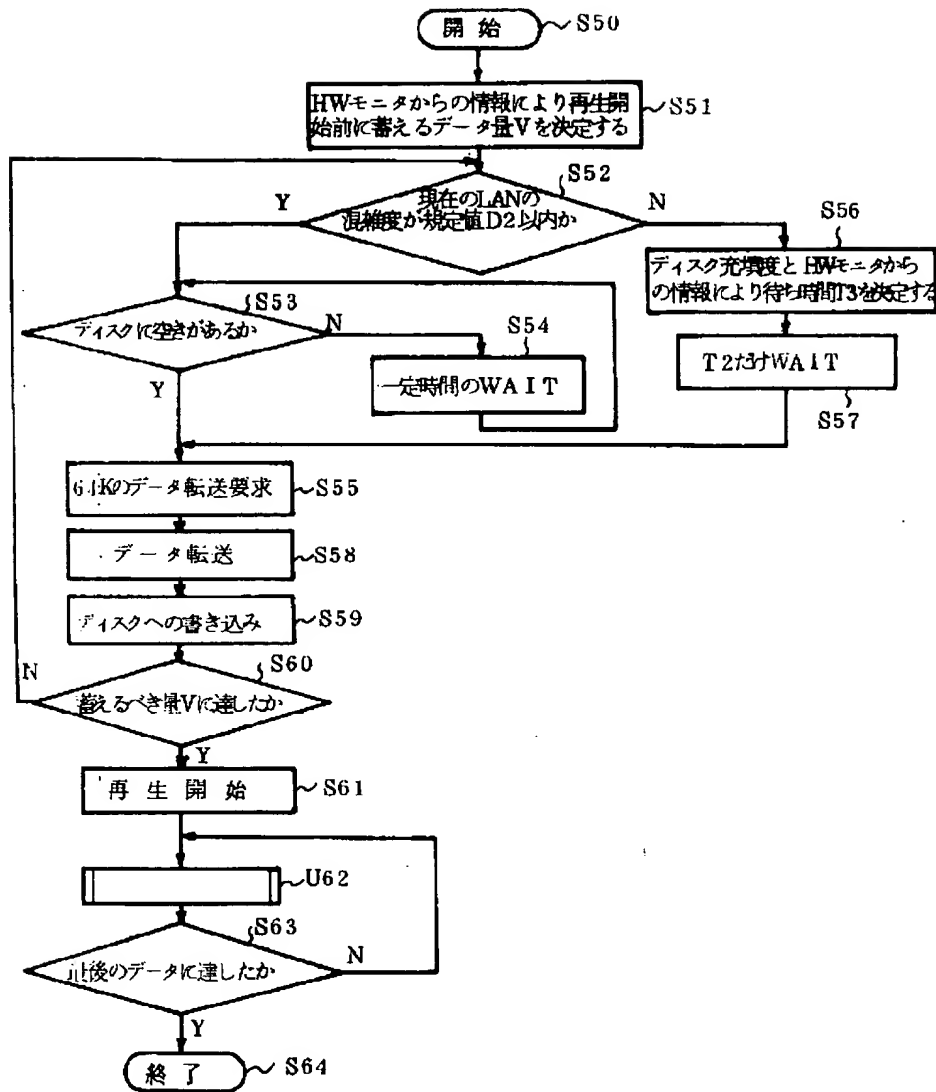 開始
S50
HWモニタからの情報により再生開
始前に蓄えるデータ量Vを決定する
S51
S52
現在のLANの
混雑度が規定値D2以内か
Y
N
S56
ディスク充填度とHWモニタから
の情報により待ち時間T3を決定する
S53
ディスクに空きがあるか
N
S54
一定時間のWAIT
T2だけWAIT
S57
Y
64Kのデータ転送要求
S55
データ転送
S58
ディスクへの書き込み
S59
S60
N
蓄えるべき量Vに達したか
Y
再生開始
S61
U62
S63
最後のデータに達したか
N
Y
終了
S64